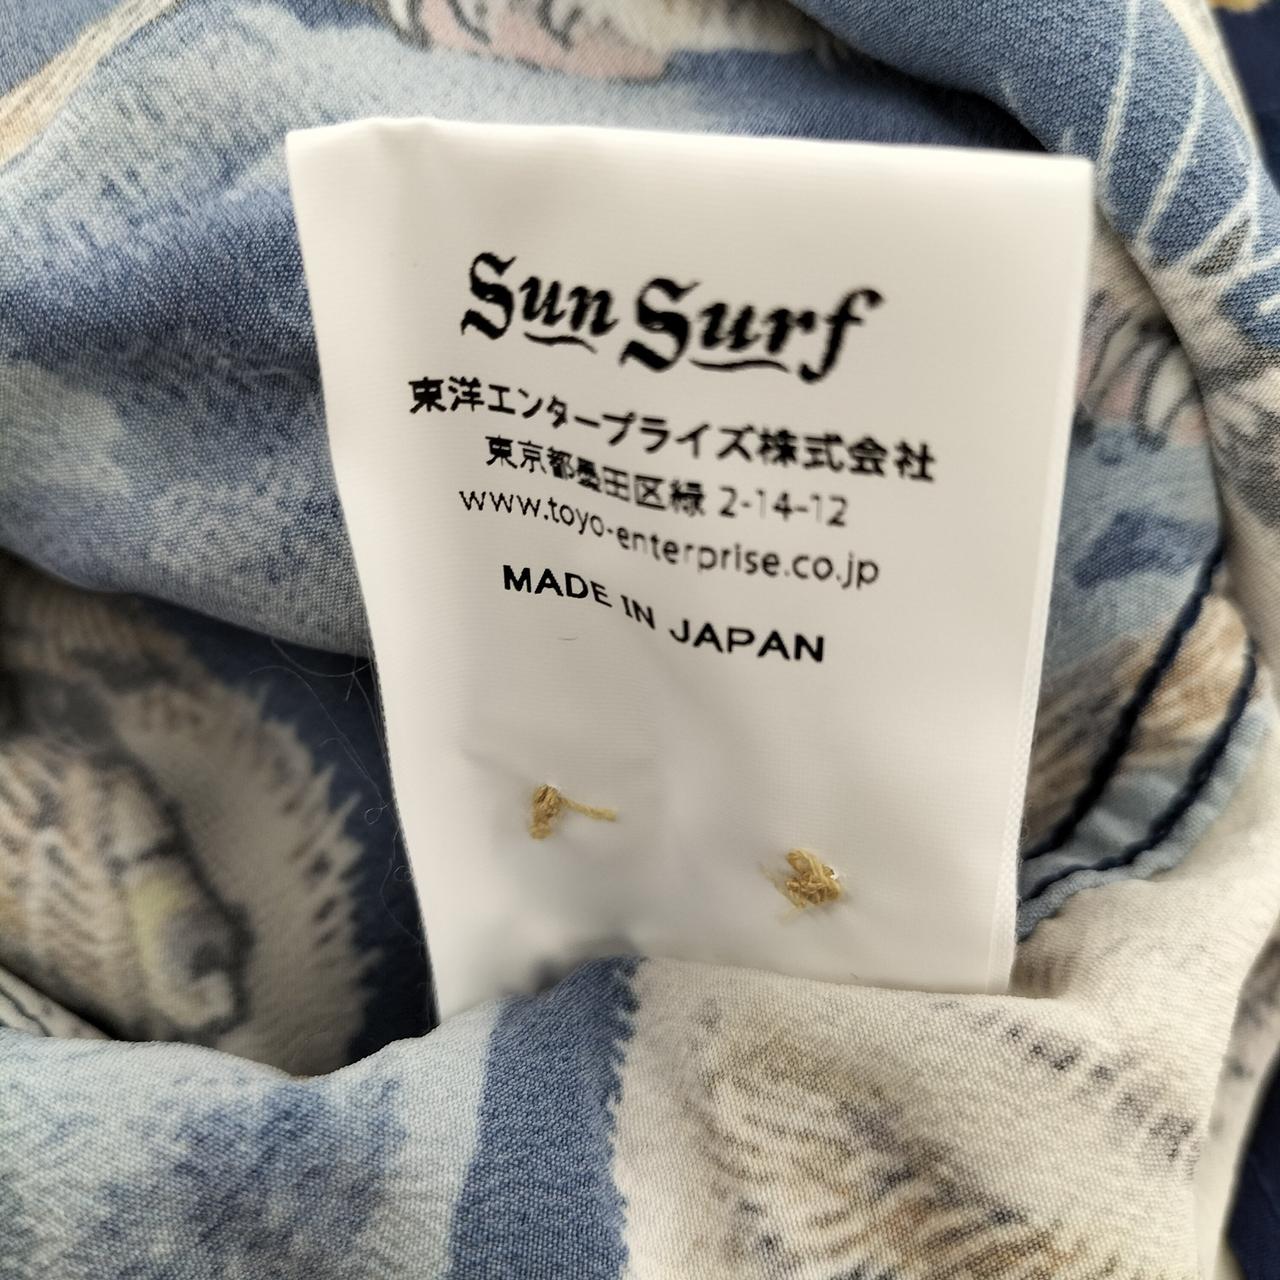 Sun Surf
東洋エンタープライズ株式会社
東京都墨田区緑 2-14-12
www.toyo-enterprise.co.jp
MADE IN JAPAN